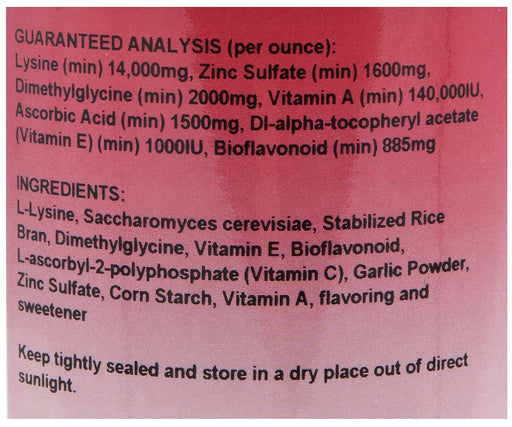 GUARANTEED ANALYSIS (per ounce):
Lysine (min) 14,000mg, Zinc Sulfate (min) 1600mg,
Dimethylglycine (min) 2000mg, Vitamin A (min) 140,000IU,
Ascorbic Acid (min) 1500mg, Dl-alpha-tocopheryl acetate
(Vitamin E) (min) 1000IU, Bioflavonoid (min) 885mg
INGREDIENTS:
L-Lysine, Saccharomyces cerevisiae, Stabilized Rice
Bran, Dimethylglycine, Vitamin E, Bioflavonoid,
L-ascorbyl-2-polyphosphate (Vitamin C), Garlic Powder,
Zinc Sulfate, Corn Starch, Vitamin A, flavoring and
sweetener
Keep tightly sealed and store in a dry place out of direct
sunlight.